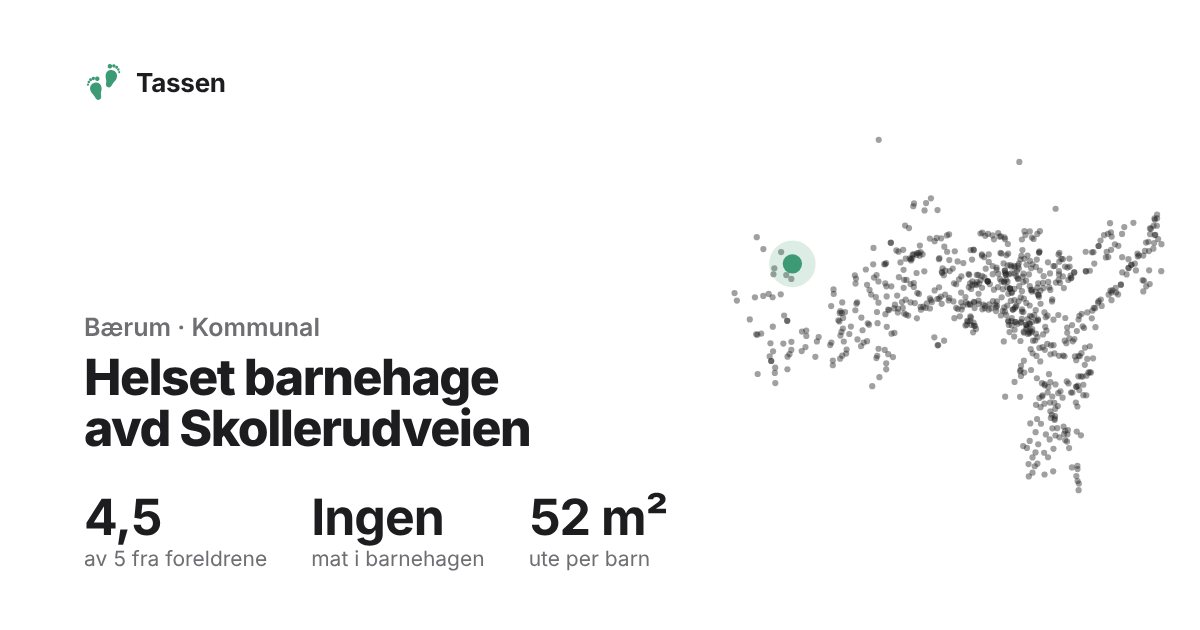 Tassen
Bærum · Kommunal
Helset barnehage
avd Skollerudveien
4,5
av 5 fra foreldrene
Ingen
mat i barnehagen
52 m²
ute per barn